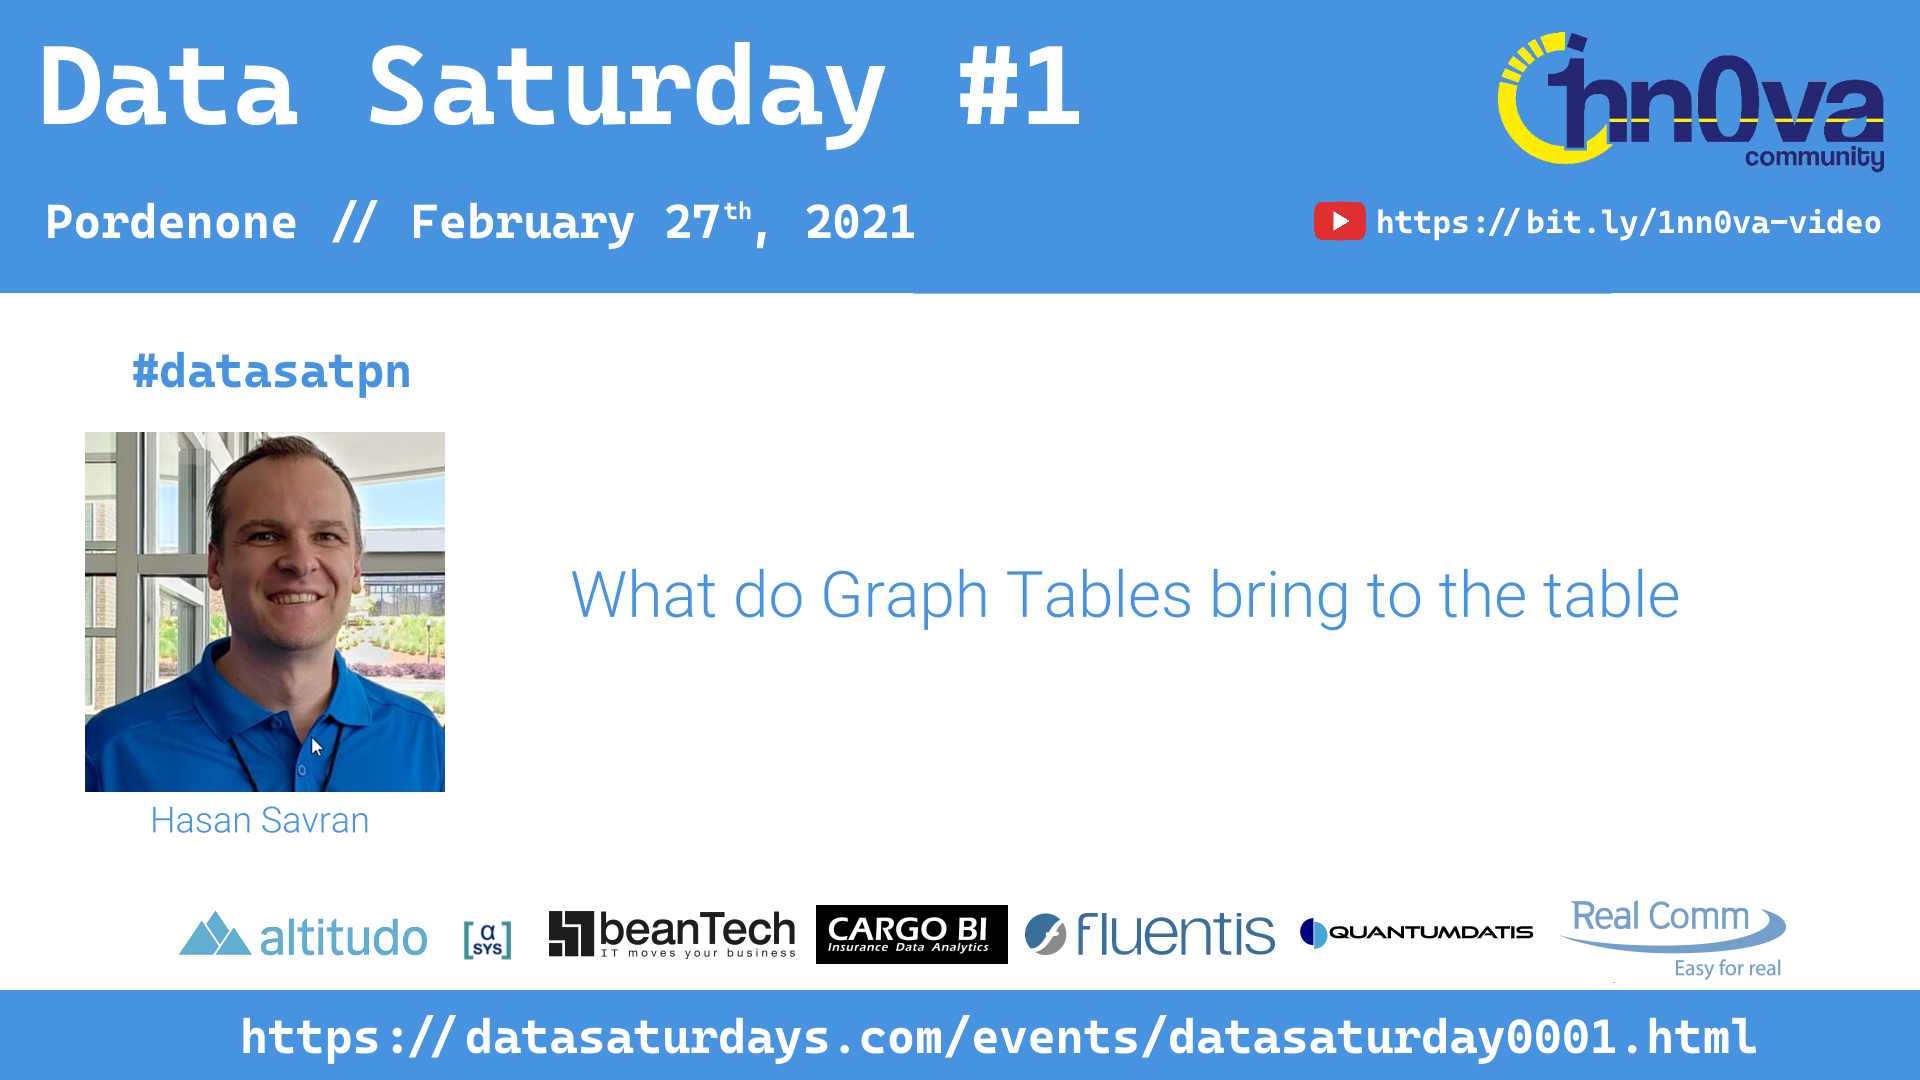 Data Saturday #1
1nn0va
community
Pordenone // February 27th, 2021
https://bit.ly/1nn0va-video
#datasatpn
What do Graph Tables bring to the table
Hasan Savran
altitudo
[α
SYS]
beanTech
IT moves your business
CARGO BI
Insurance Data Analytics
fluentis
QUANTUMDATIS
Real Comm
Easy for real
https://datasaturdays.com/events/datasaturday0001.html